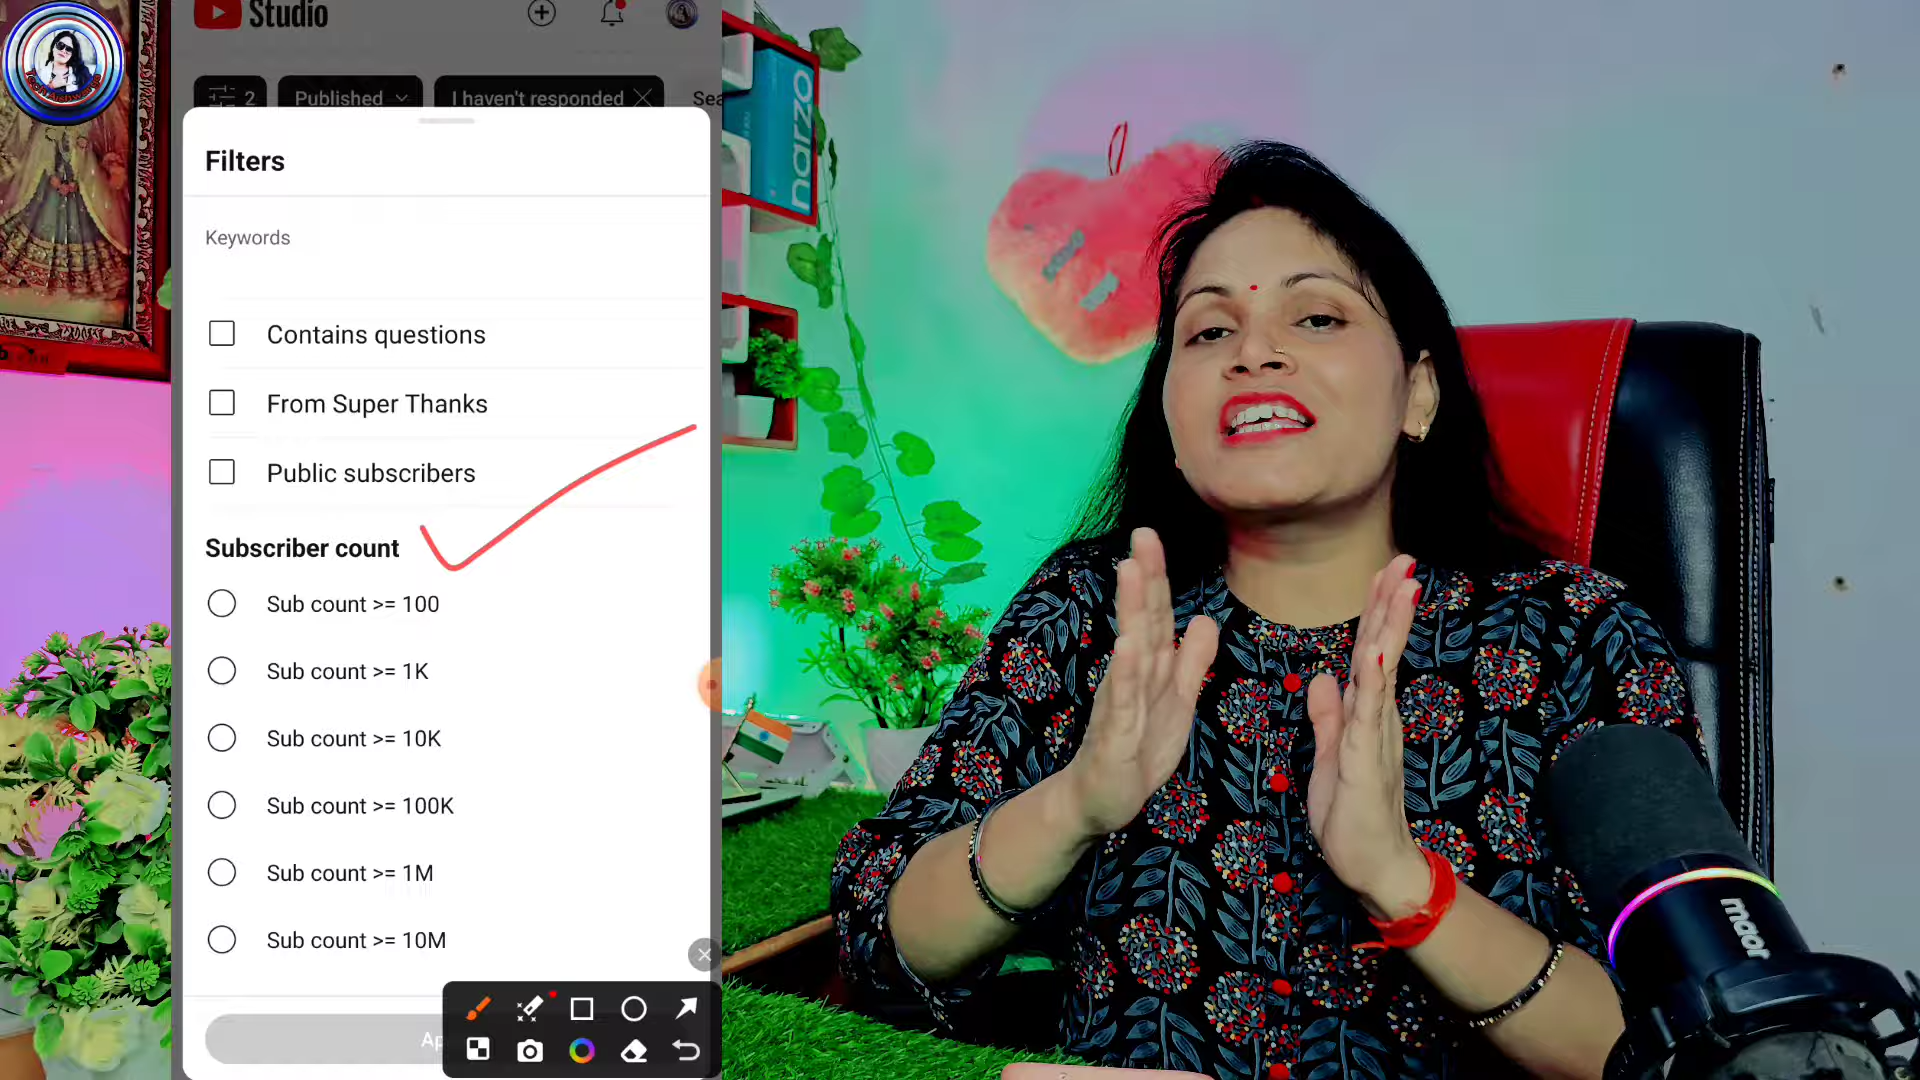 Studio
2
Published
I haven't responded
Sea
Filters
Keywords
Contains questions
From Super Thanks
Public subscribers
Subscriber count
Sub count >= 100
Sub count >= 1K
Sub count >= 10K
Sub count >= 100K
Sub count >= 1M
Sub count >= 10M
Ap
narzo
maono